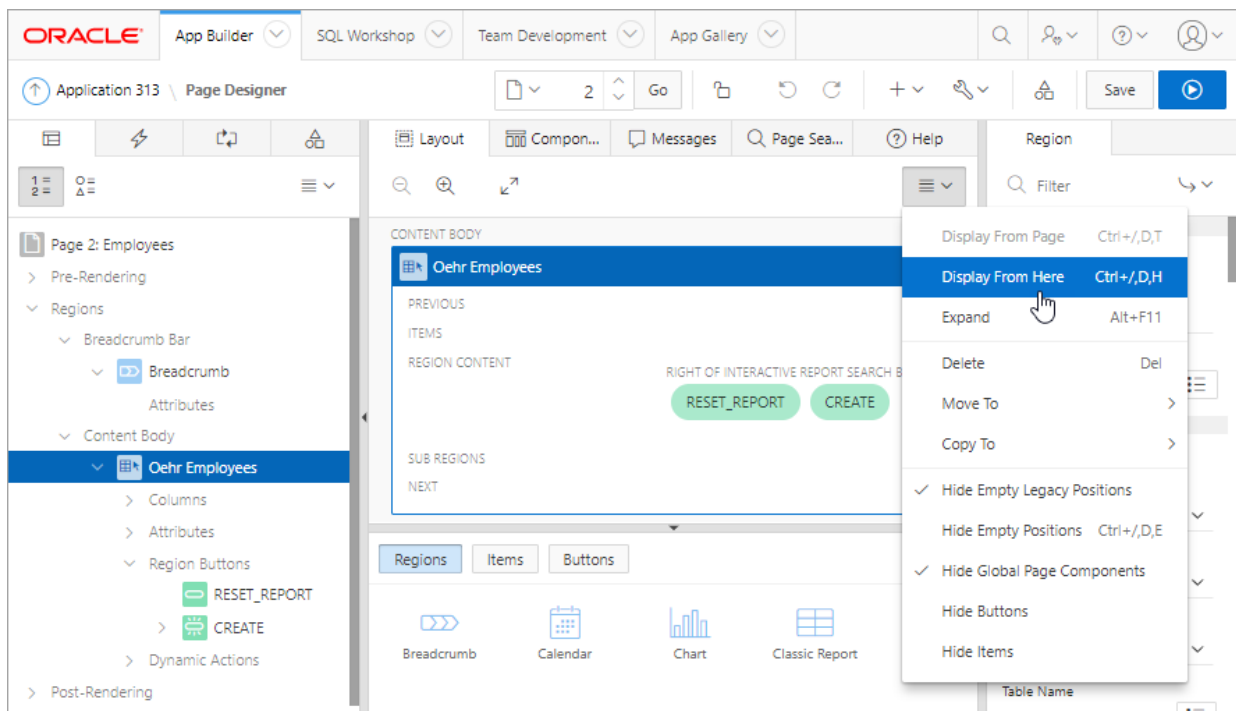 ORACLE App Builder SQL Workshop Team Development App Gallery
Application 313 \ Page Designer 2 Go Save
Layout Compon... Messages Page Sea... Help Region
Filter
Page 2: Employees
Pre-Rendering
Regions
Breadcrumb Bar
Breadcrumb
Attributes
Content Body
Oehr Employees
Columns
Attributes
Region Buttons
RESET_REPORT
CREATE
Dynamic Actions
Post-Rendering
CONTENT BODY
Oehr Employees
PREVIOUS
ITEMS
REGION CONTENT
RIGHT OF INTERACTIVE REPORT SEARCH B
RESET_REPORT CREATE
SUB REGIONS
NEXT
Regions Items Buttons
Breadcrumb Calendar Chart Classic Report
Display From Page Ctrl+/,D,T
Display From Here Ctrl+/,D,H
Expand Alt+F11
Delete Del
Move To
Copy To
Hide Empty Legacy Positions
Hide Empty Positions Ctrl+/,D,E
Hide Global Page Components
Hide Buttons
Hide Items
Table Name